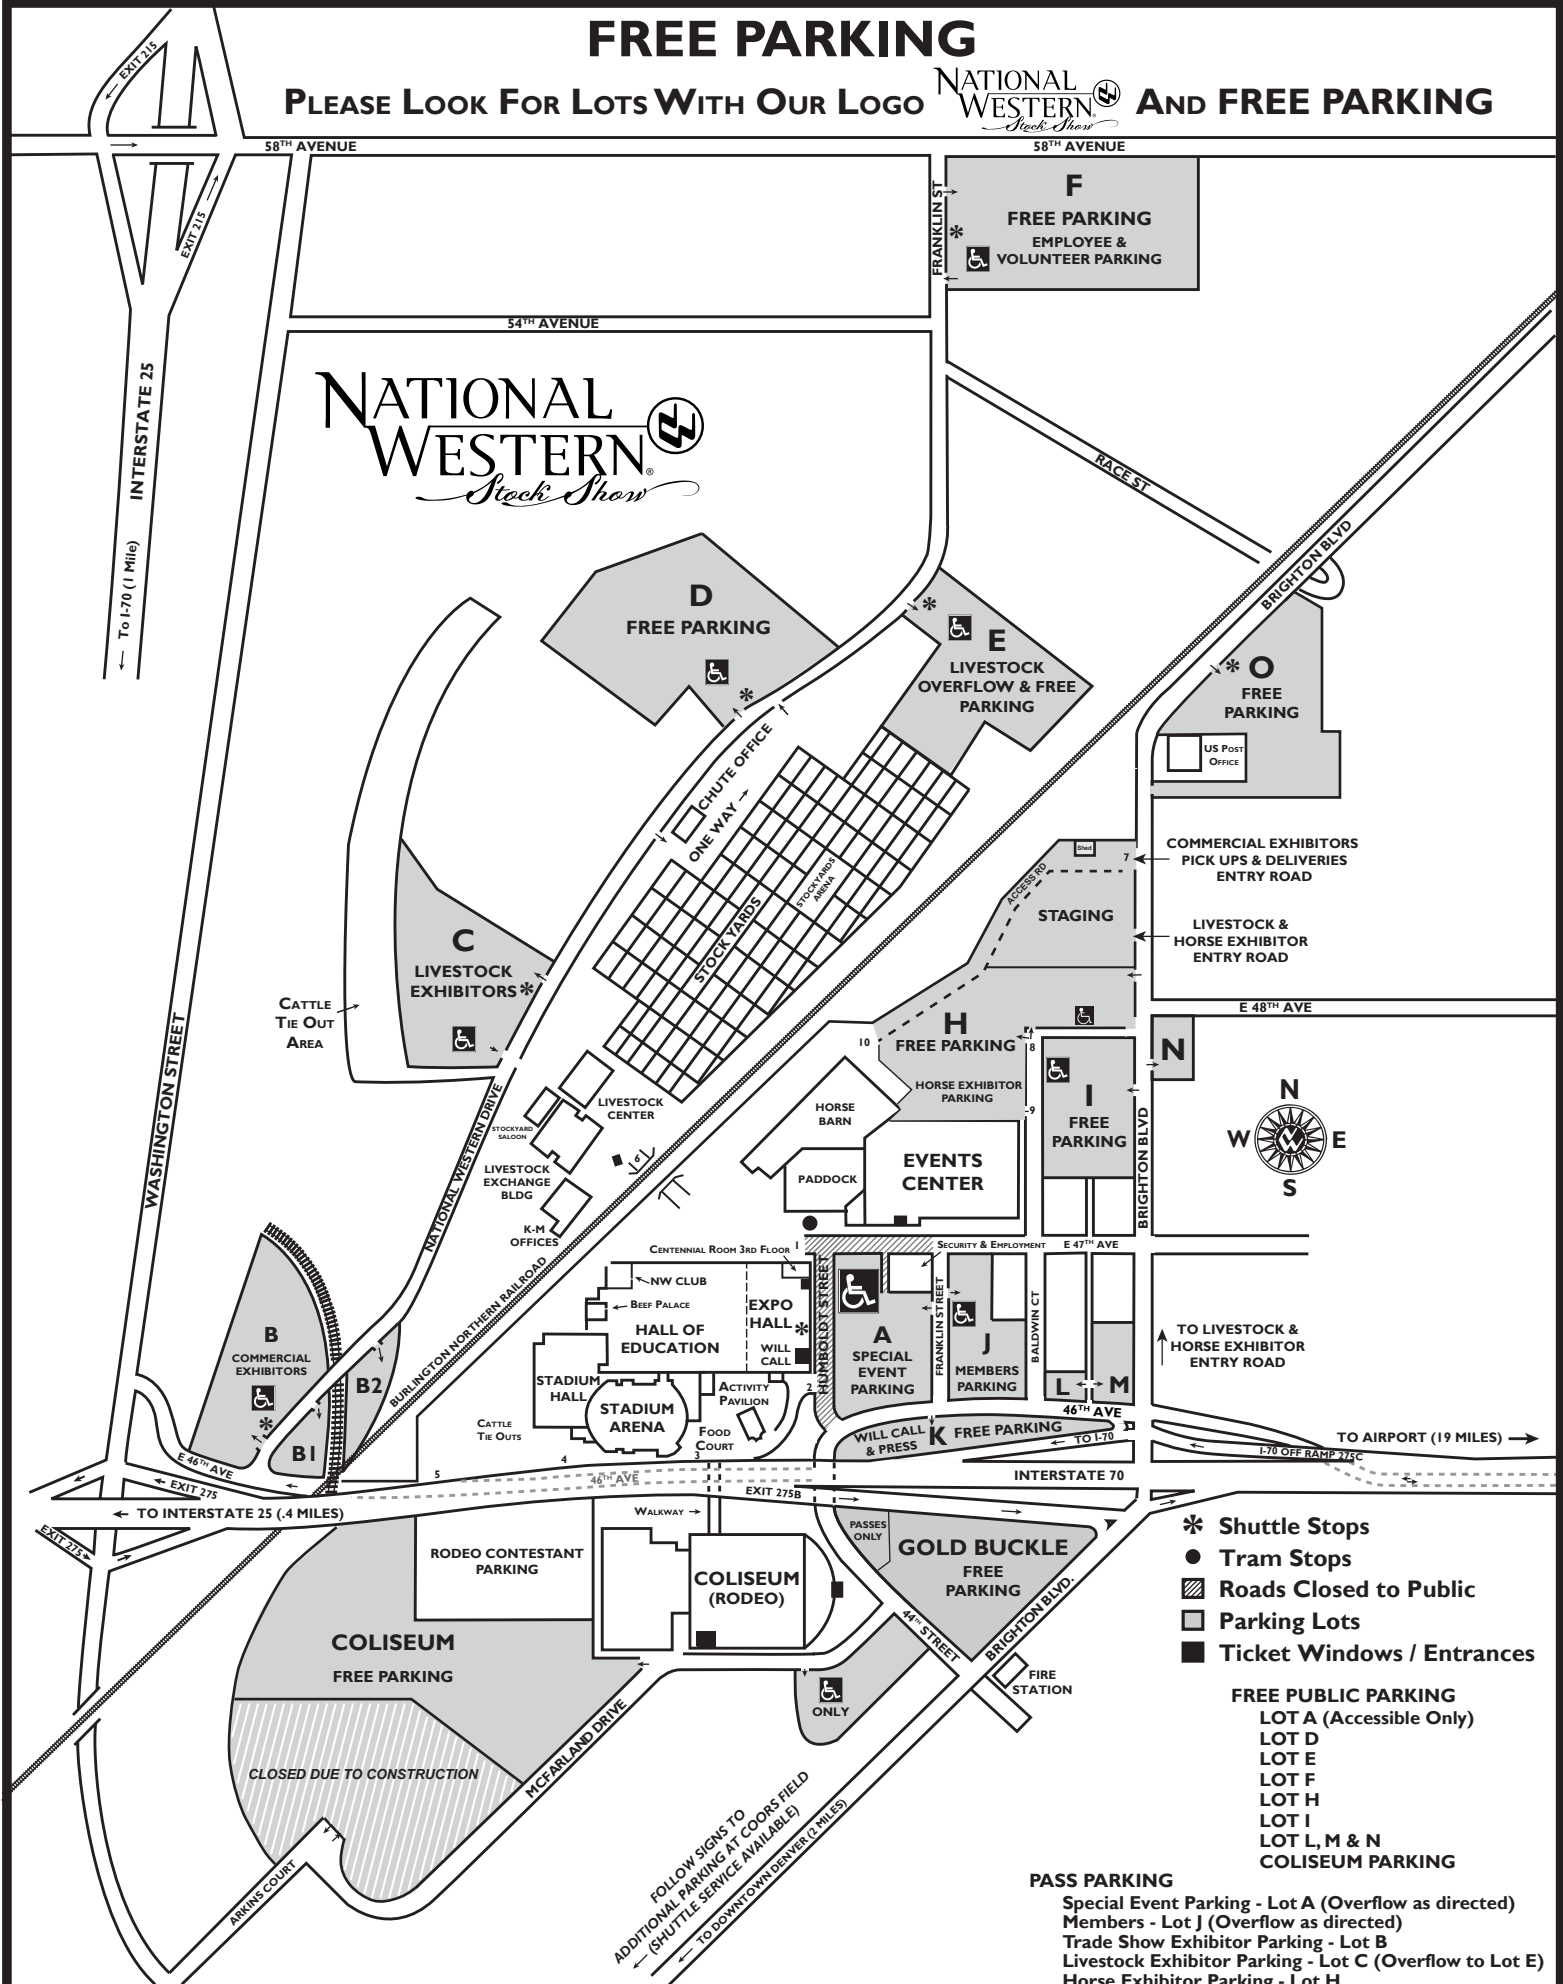 FREE PARKING
PLEASE LOOK FOR LOTS WITH OUR LOGO NATIONAL WESTERN Stock Show AND FREE PARKING
EXIT 215
58TH AVENUE
58TH AVENUE
EXIT 215
FRANKLIN ST
F
FREE PARKING
EMPLOYEE &
VOLUNTEER PARKING
54TH AVENUE
INTERSTATE 25
TO I-70 (1 Mile)
NATIONAL
WESTERN®
Stock Show
RACE ST
BRIGHTON BLVD
D
FREE PARKING
E
LIVESTOCK
OVERFLOW & FREE
PARKING
O
FREE
PARKING
US POST
OFFICE
CHUTE OFFICE
ONE WAY
STOCKYARDS
ARENA
STOCK YARDS
Shed
7
COMMERCIAL EXHIBITORS
PICK UPS & DELIVERIES
ENTRY ROAD
ACCESS RD
STAGING
LIVESTOCK &
HORSE EXHIBITOR
ENTRY ROAD
C
LIVESTOCK
EXHIBITORS
CATTLE
TIE OUT
AREA
E 48TH AVE
WASHINGTON STREET
H
FREE PARKING
10
8
HORSE EXHIBITOR
PARKING
9
N
I
FREE
PARKING
BRIGHTON BLVD
N
W
E
S
LIVESTOCK
CENTER
STOCKYARD
SALOON
NATIONAL WESTERN DRIVE
LIVESTOCK
EXCHANGE
BLDG
6
K-M
OFFICES
HORSE
BARN
PADDOCK
EVENTS
CENTER
BURLINGTON NORTHERN RAILROAD
CENTENNIAL ROOM 3RD FLOOR
1
SECURITY & EMPLOYMENT
E 47TH AVE
NW CLUB
BEEF PALACE
HALL OF
EDUCATION
EXPO
HALL
WILL
CALL
HUMBOLDT STREET
A
SPECIAL
EVENT
PARKING
FRANKLIN STREET
J
MEMBERS
PARKING
BALDWIN CT
L
M
TO LIVESTOCK &
HORSE EXHIBITOR
ENTRY ROAD
B
COMMERCIAL
EXHIBITORS
B2
B1
STADIUM
HALL
STADIUM
ARENA
ACTIVITY
PAVILION
2
FOOD
COURT
3
CATTLE
TIE OUTS
4
5
46TH AVE
WILL CALL
& PRESS
K FREE PARKING
TO I-70
TO AIRPORT (19 MILES)
I-70 OFF RAMP 275C
E 46TH AVE
EXIT 275
46TH AVE
INTERSTATE 70
EXIT 275B
TO INTERSTATE 25 (.4 MILES)
EXIT 275
WALKWAY
RODEO CONTESTANT
PARKING
COLISEUM
(RODEO)
PASSES
ONLY
GOLD BUCKLE
FREE
PARKING
44TH STREET
BRIGHTON BLVD.
FIRE
STATION
COLISEUM
FREE PARKING
ONLY
MCFARLAND DRIVE
CLOSED DUE TO CONSTRUCTION
ARKINS COURT
FOLLOW SIGNS TO
ADDITIONAL PARKING AT COORS FIELD
(SHUTTLE SERVICE AVAILABLE)
TO DOWNTOWN DENVER (2 MILES)
Shuttle Stops
Tram Stops
Roads Closed to Public
Parking Lots
Ticket Windows / Entrances
FREE PUBLIC PARKING
LOT A (Accessible Only)
LOT D
LOT E
LOT F
LOT H
LOT I
LOT L, M & N
COLISEUM PARKING
PASS PARKING
Special Event Parking - Lot A (Overflow as directed)
Members - Lot J (Overflow as directed)
Trade Show Exhibitor Parking - Lot B
Livestock Exhibitor Parking - Lot C (Overflow to Lot E)
Horse Exhibitor Parking - Lot H